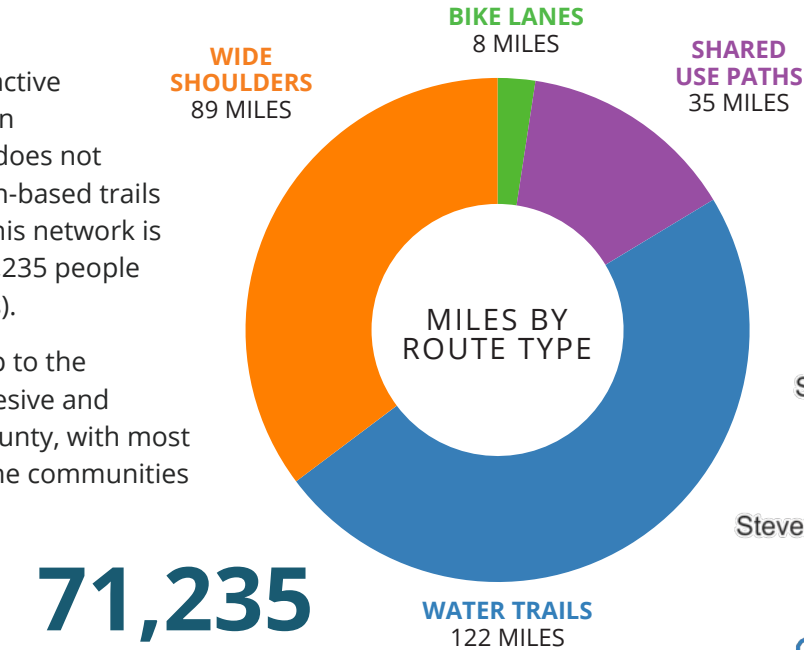 active
n
does not
n-based trails
his network is
,235 people
).
p to the
esive and
unty, with most
he communities
71,235
BIKE LANES
8 MILES
WIDE
SHOULDERS
89 MILES
SHARED
USE PATHS
35 MILES
MILES BY
ROUTE TYPE
WATER TRAILS
122 MILES
S
Steve